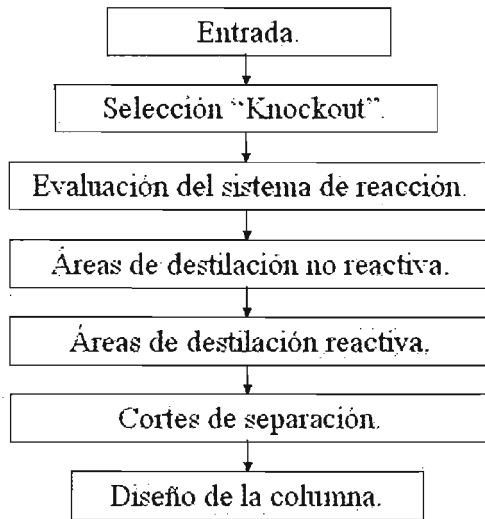 Entrada.
Selección “Knockout”.
Evaluación del sistema de reacción.
Áreas de destilación no reactiva.
Áreas de destilación reactiva.
Cortes de separación.
Diseño de la columna.